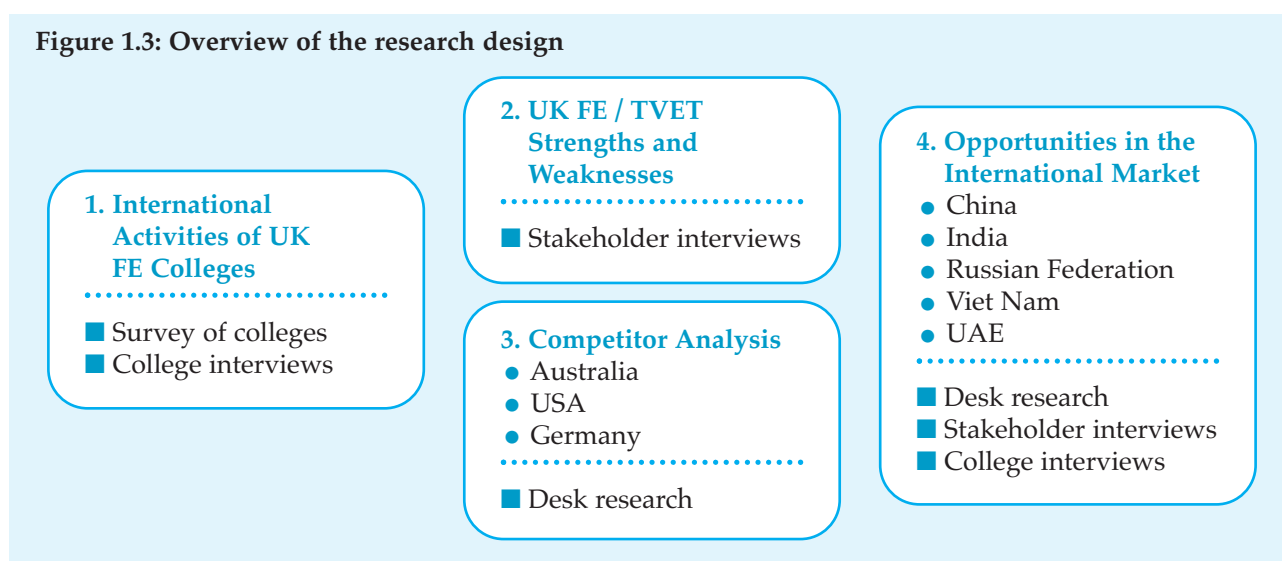 Figure 1.3: Overview of the research design
1. International
Activities of UK
FE Colleges
■ Survey of colleges
■ College interviews
2. UK FE / TVET
Strengths and
Weaknesses
■ Stakeholder interviews
3. Competitor Analysis
● Australia
● USA
● Germany
■ Desk research
4. Opportunities in the
International Market
● China
● India
● Russian Federation
● Viet Nam
● UAE
■ Desk research
■ Stakeholder interviews
■ College interviews